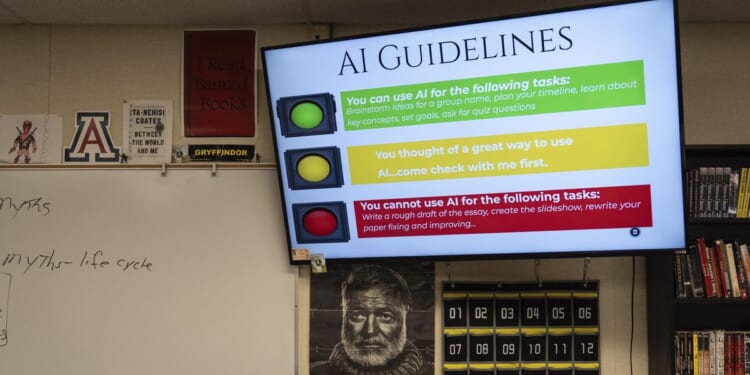 AI GUIDELINES
You can use AI for the following tasks:
Brainstorm ideas for a group name, plan your timeline, learn about
key concepts, set goals, ask for quiz questions
You thought of a great way to use
AI...come check with me first.
You cannot use AI for the following tasks:
Write a rough draft of the essay, create the slideshow, rewrite your
paper fixing and improving...
Read
Banned
Books
TA-NEHISI
COATES
BETWEEN
THE WORLD
AND ME
A
GRYFFINDOR
myths
myths - life cycle
01 02 03 04 05 06
07 08 09 10 11 12